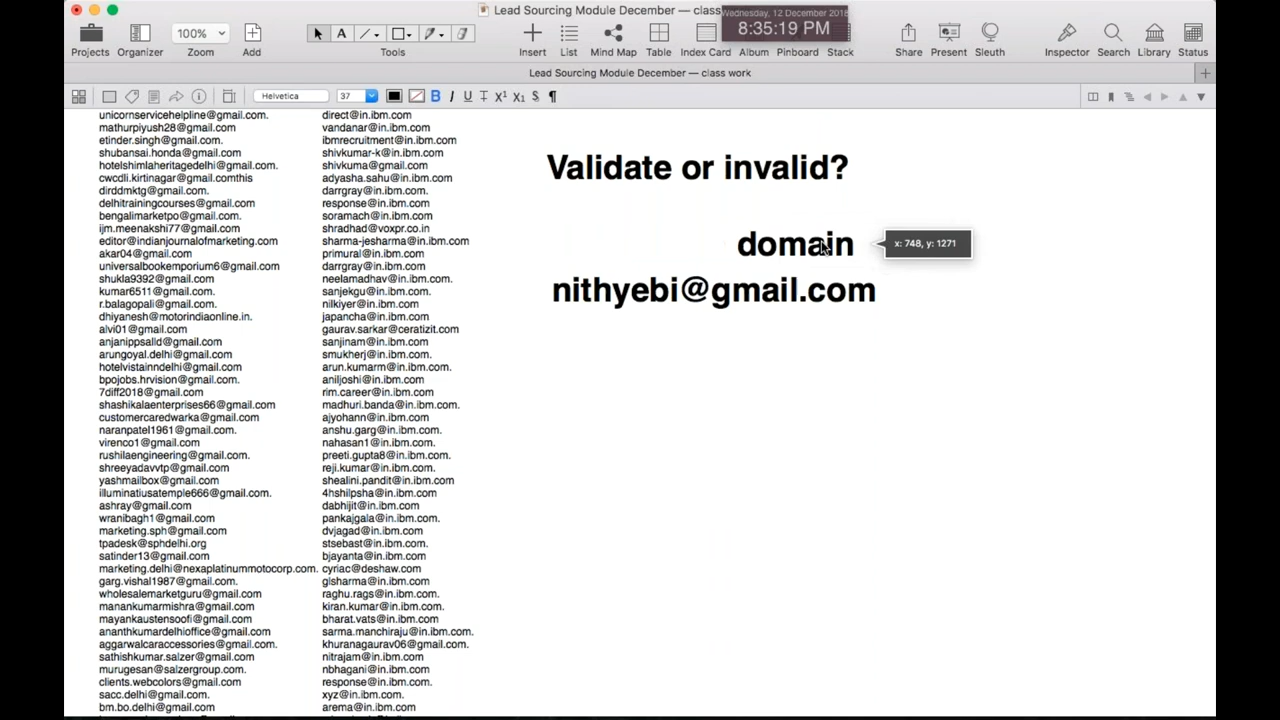 Lead Sourcing Module December — class
Wednesday, 12 December 2018
8:35:19 PM
100%
Projects Organizer Zoom Add Tools Insert List Mind Map Table Index Card Album Pinboard Stack Share Present Sleuth Inspector Search Library Status
Lead Sourcing Module December — class work
Helvetica 37 B I U T X¹ X₁ S ¶
unicornservicehelpline@gmail.com.
mathurpiyush28@gmail.com
etinder.singh@gmail.com.
shubansai.honda@gmail.com
hotelshimlaheritagedelhi@gmail.com.
cwcdli.kirtinagar@gmail.comthis
dirddmktg@gmail.com.
delhitrainingcourses@gmail.com
bengalimarketpo@gmail.com.
ijm.meenakshi77@gmail.com
editor@indianjournalofmarketing.com
akar04@gmail.com
universalbookemporium6@gmail.com
shukla9392@gmail.com
kumar6511@gmail.com.
r.balagopali@gmail.com
dhiyanesh@motorindiaonline.in.
alvi01@gmail.com
anjanippsalld@gmail.com
arungoyal.delhi@gmail.com
hotelvistainndelhi@gmail.com
bpojobs.hrvision@gmail.com.
7diff2018@gmail.com
shashikalaenterprises66@gmail.com
customercaredwarka@gmail.com
naranpatel1961@gmail.com.
virenco1@gmail.com
rushilaengineering@gmail.com.
shreeyadavvtp@gmail.com
yashmailbox@gmail.com
illuminatiusatemple666@gmail.com.
ashray@gmail.com
wranibagh1@gmail.com
marketing.sph@gmail.com
tpadesk@sphdelhi.org
satinder13@gmail.com
marketing.delhi@nexaplatinummotocorp.com.
garg.vishal1987@gmail.com.
wholesalemarketguru@gmail.com
manankumarmishra@gmail.com
mayankaustensoofi@gmail.com
ananthkumardelhioffice@gmail.com
aggarwalcaraccessories@gmail.com.
sathishkumar.salzer@gmail.com
murugesan@salzergroup.com.
clients.webcolors@gmail.com
sacc.delhi@gmail.com.
bm.bo.delhi@gmail.com
direct@in.ibm.com
vandanar@in.ibm.com
ibmrecruitment@in.ibm.com
shivkumar-k@in.ibm.com
shivkuma@gmail.com
adyasha.sahu@in.ibm.com
darrgray@in.ibm.com.
response@in.ibm.com
soramach@in.ibm.com
shradhad@voxpr.co.in
sharma-jesharma@in.ibm.com
primural@in.ibm.com
darrgray@in.ibm.com.
neelamadhav@in.ibm.com
sanjekgu@in.ibm.com.
nilkiyer@in.ibm.com
japancha@in.ibm.com
gaurav.sarkar@ceratizit.com
sanjinam@in.ibm.com
smukherj@in.ibm.com.
arun.kumarm@in.ibm.com.
aniljoshi@in.ibm.com
rim.career@in.ibm.com
madhuri.banda@in.ibm.com.
ajyohann@in.ibm.com
anshu.garg@in.ibm.com
nahasan1@in.ibm.com.
preeti.gupta8@in.ibm.com
reji.kumar@in.ibm.com.
shealini.pandit@in.ibm.com
4hshilpsha@in.ibm.com
dabhijit@in.ibm.com
pankajgala@in.ibm.com.
dvjagad@in.ibm.com
stsebast@in.ibm.com.
bjayanta@in.ibm.com
cyriac@deshaw.com
gisharma@in.ibm.com
raghu.rags@in.ibm.com
kiran.kumar@in.ibm.com.
bharat.vats@in.ibm.com
sarma.manchiraju@in.ibm.com.
khuranagaurav06@gmail.com.
nitrajam@in.ibm.com
nbhagani@in.ibm.com
response@in.ibm.com.
xyz@in.ibm.com.
arema@in.ibm.com
Validate or invalid?
domain
x: 748, y: 1271
nithyebi@gmail.com